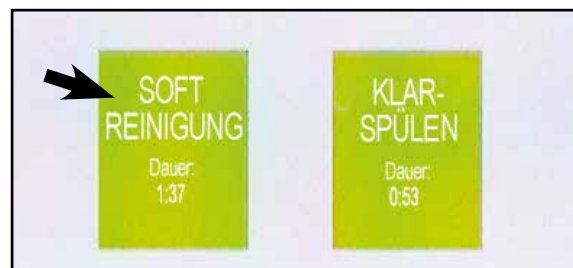 SOFT
REINIGUNG
Dauer:
1:37
KLAR-
SPÜLEN
Dauer:
0:53